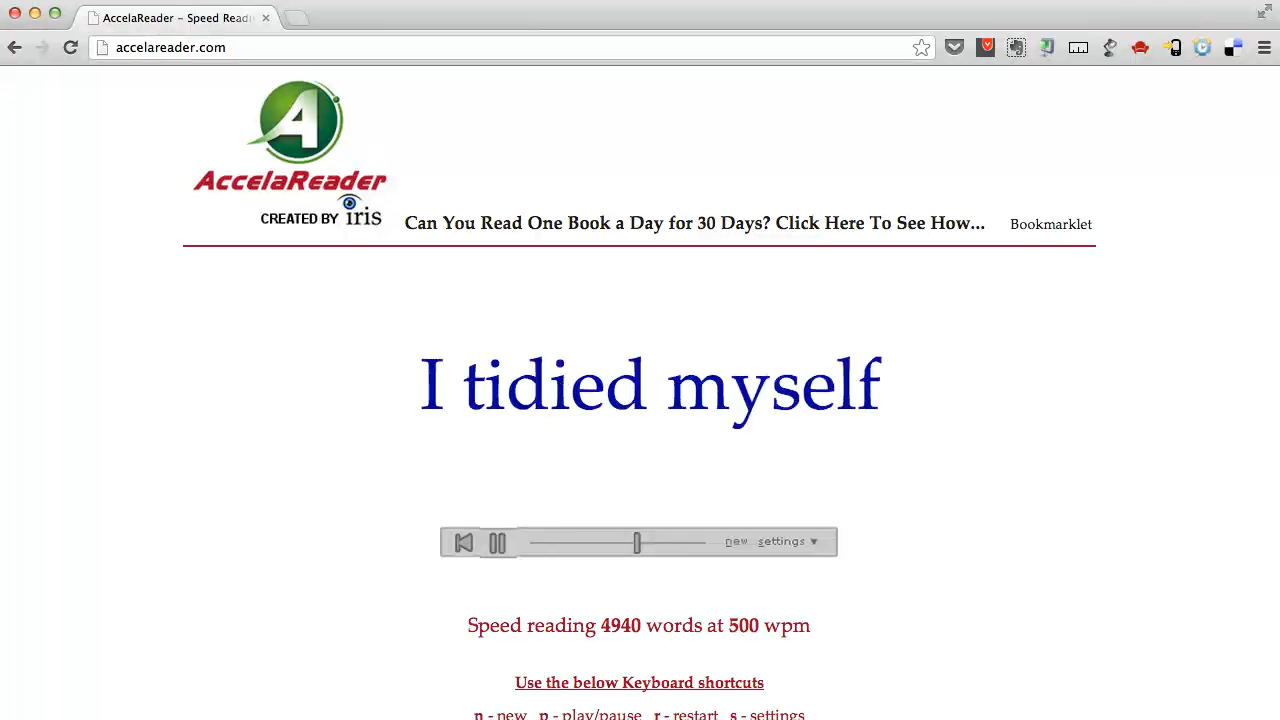 AccelaReader – Speed Readi
accelareader.com
A
AccelaReader
CREATED BY iris
Can You Read One Book a Day for 30 Days? Click Here To See How...
Bookmarklet
I tidied myself
new settings ▼
Speed reading 4940 words at 500 wpm
Use the below Keyboard shortcuts
n - new p - play/pause r - restart s - settings